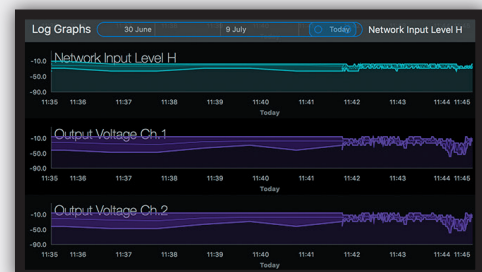 Log Graphs 30 June 9 July Today Network Input Level H
Network Input Level H
-10.0
-50.0
-90.0
11:35 11:36 11:37 11:38 11:39 11:40 11:41 11:42 11:43 11:44 11:45
Today
Output Voltage Ch.1
-10.0
-50.0
-90.0
11:35 11:36 11:37 11:38 11:39 11:40 11:41 11:42 11:43 11:44 11:45
Today
Output Voltage Ch.2
-10.0
-50.0
-90.0
11:35 11:36 11:37 11:38 11:39 11:40 11:41 11:42 11:43 11:44 11:45
Today